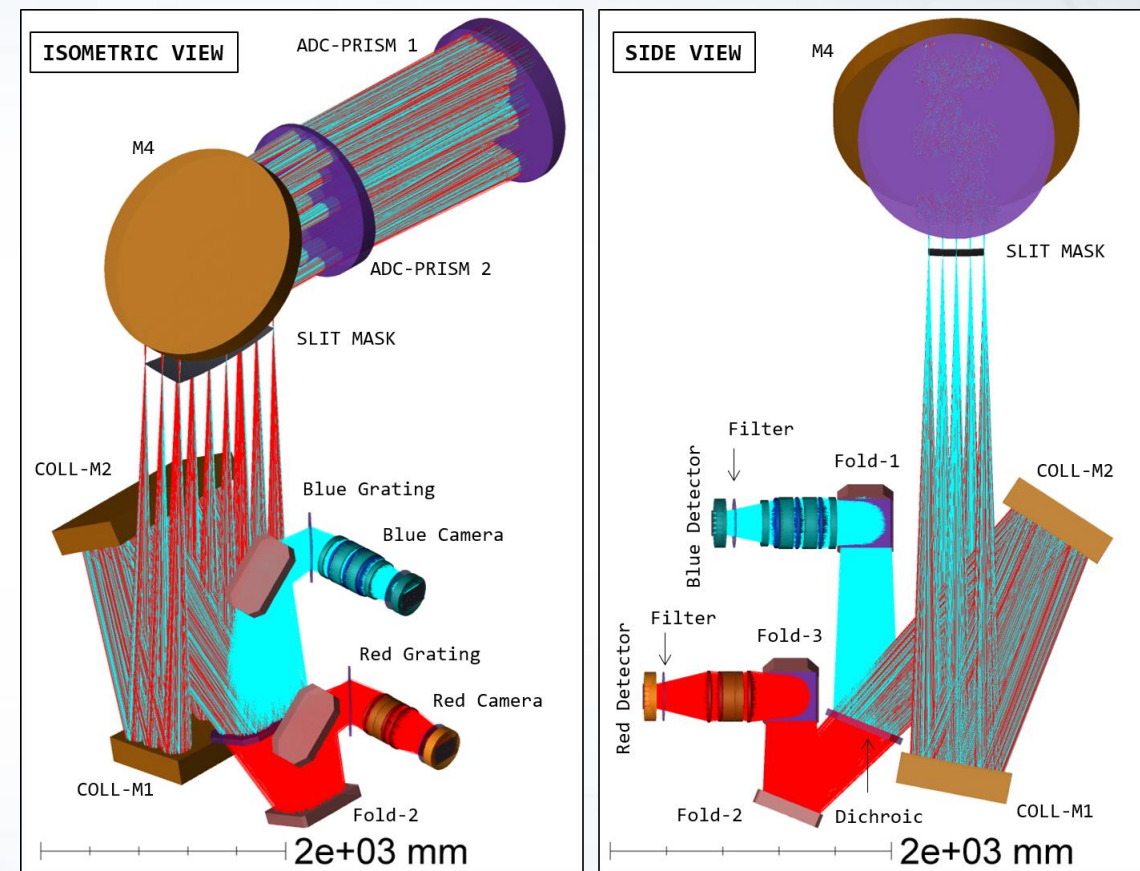 ISOMETRIC VIEW
ADC-PRISM 1
M4
ADC-PRISM 2
SLIT MASK
COLL-M2
Blue Grating
Blue Camera
Red Grating
Red Camera
COLL-M1
Fold-2
2e+03 mm
SIDE VIEW
M4
SLIT MASK
Filter
Fold-1
COLL-M2
Blue Detector
Filter
Fold-3
Red Detector
Fold-2
Dichroic
COLL-M1
2e+03 mm